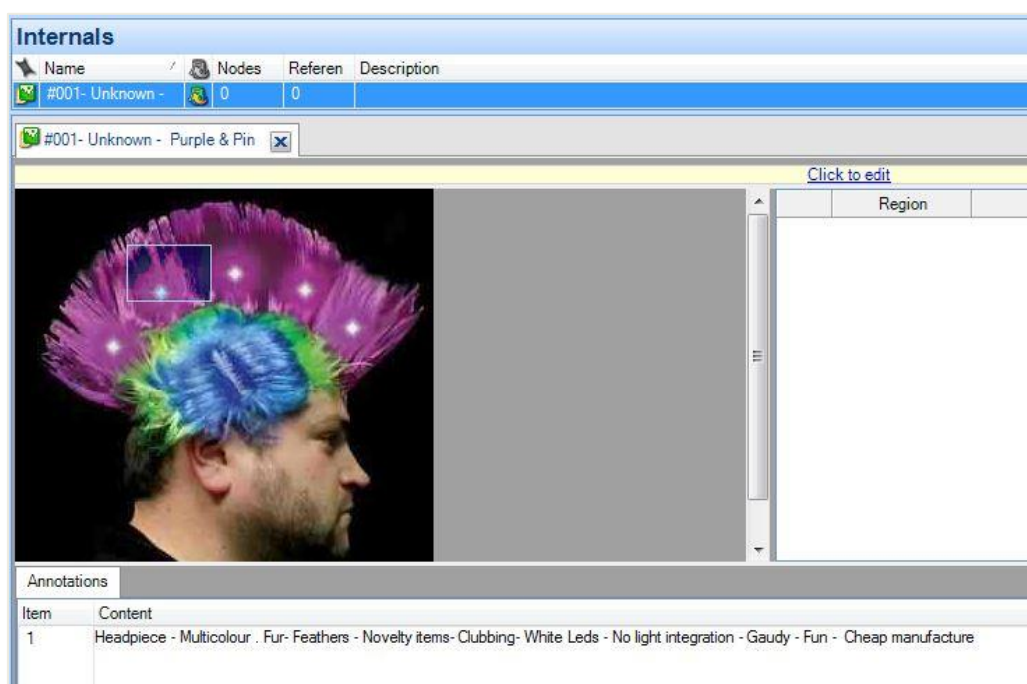 Internals
Name Nodes Referen Description
#001- Unknown - 0 0
#001- Unknown - Purple & Pin
Click to edit
Region
Annotations
Item Content
1 Headpiece - Multicolour . Fur- Feathers - Novelty items- Clubbing- White Leds - No light integration - Gaudy - Fun - Cheap manufacture